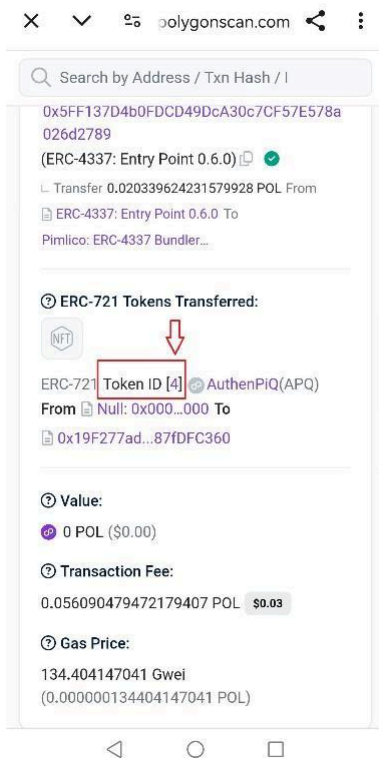 polygonscan.com
Search by Address / Txn Hash / I
0x5FF137D4b0FDCD49DcA30c7CF57E578a
026d2789
(ERC-4337: Entry Point 0.6.0)
Transfer 0.020339624231579928 POL From
ERC-4337: Entry Point 0.6.0 To
Pimlico: ERC-4337 Bundler...
ERC-721 Tokens Transferred:
NFT
ERC-721 Token ID [4] AuthenPiQ(APQ)
From Null: 0x000...000 To
0x19F277ad...87fDFC360
Value:
0 POL ($0.00)
Transaction Fee:
0.056090479472179407 POL $0.03
Gas Price:
134.404147041 Gwei
(0.000000134404147041 POL)